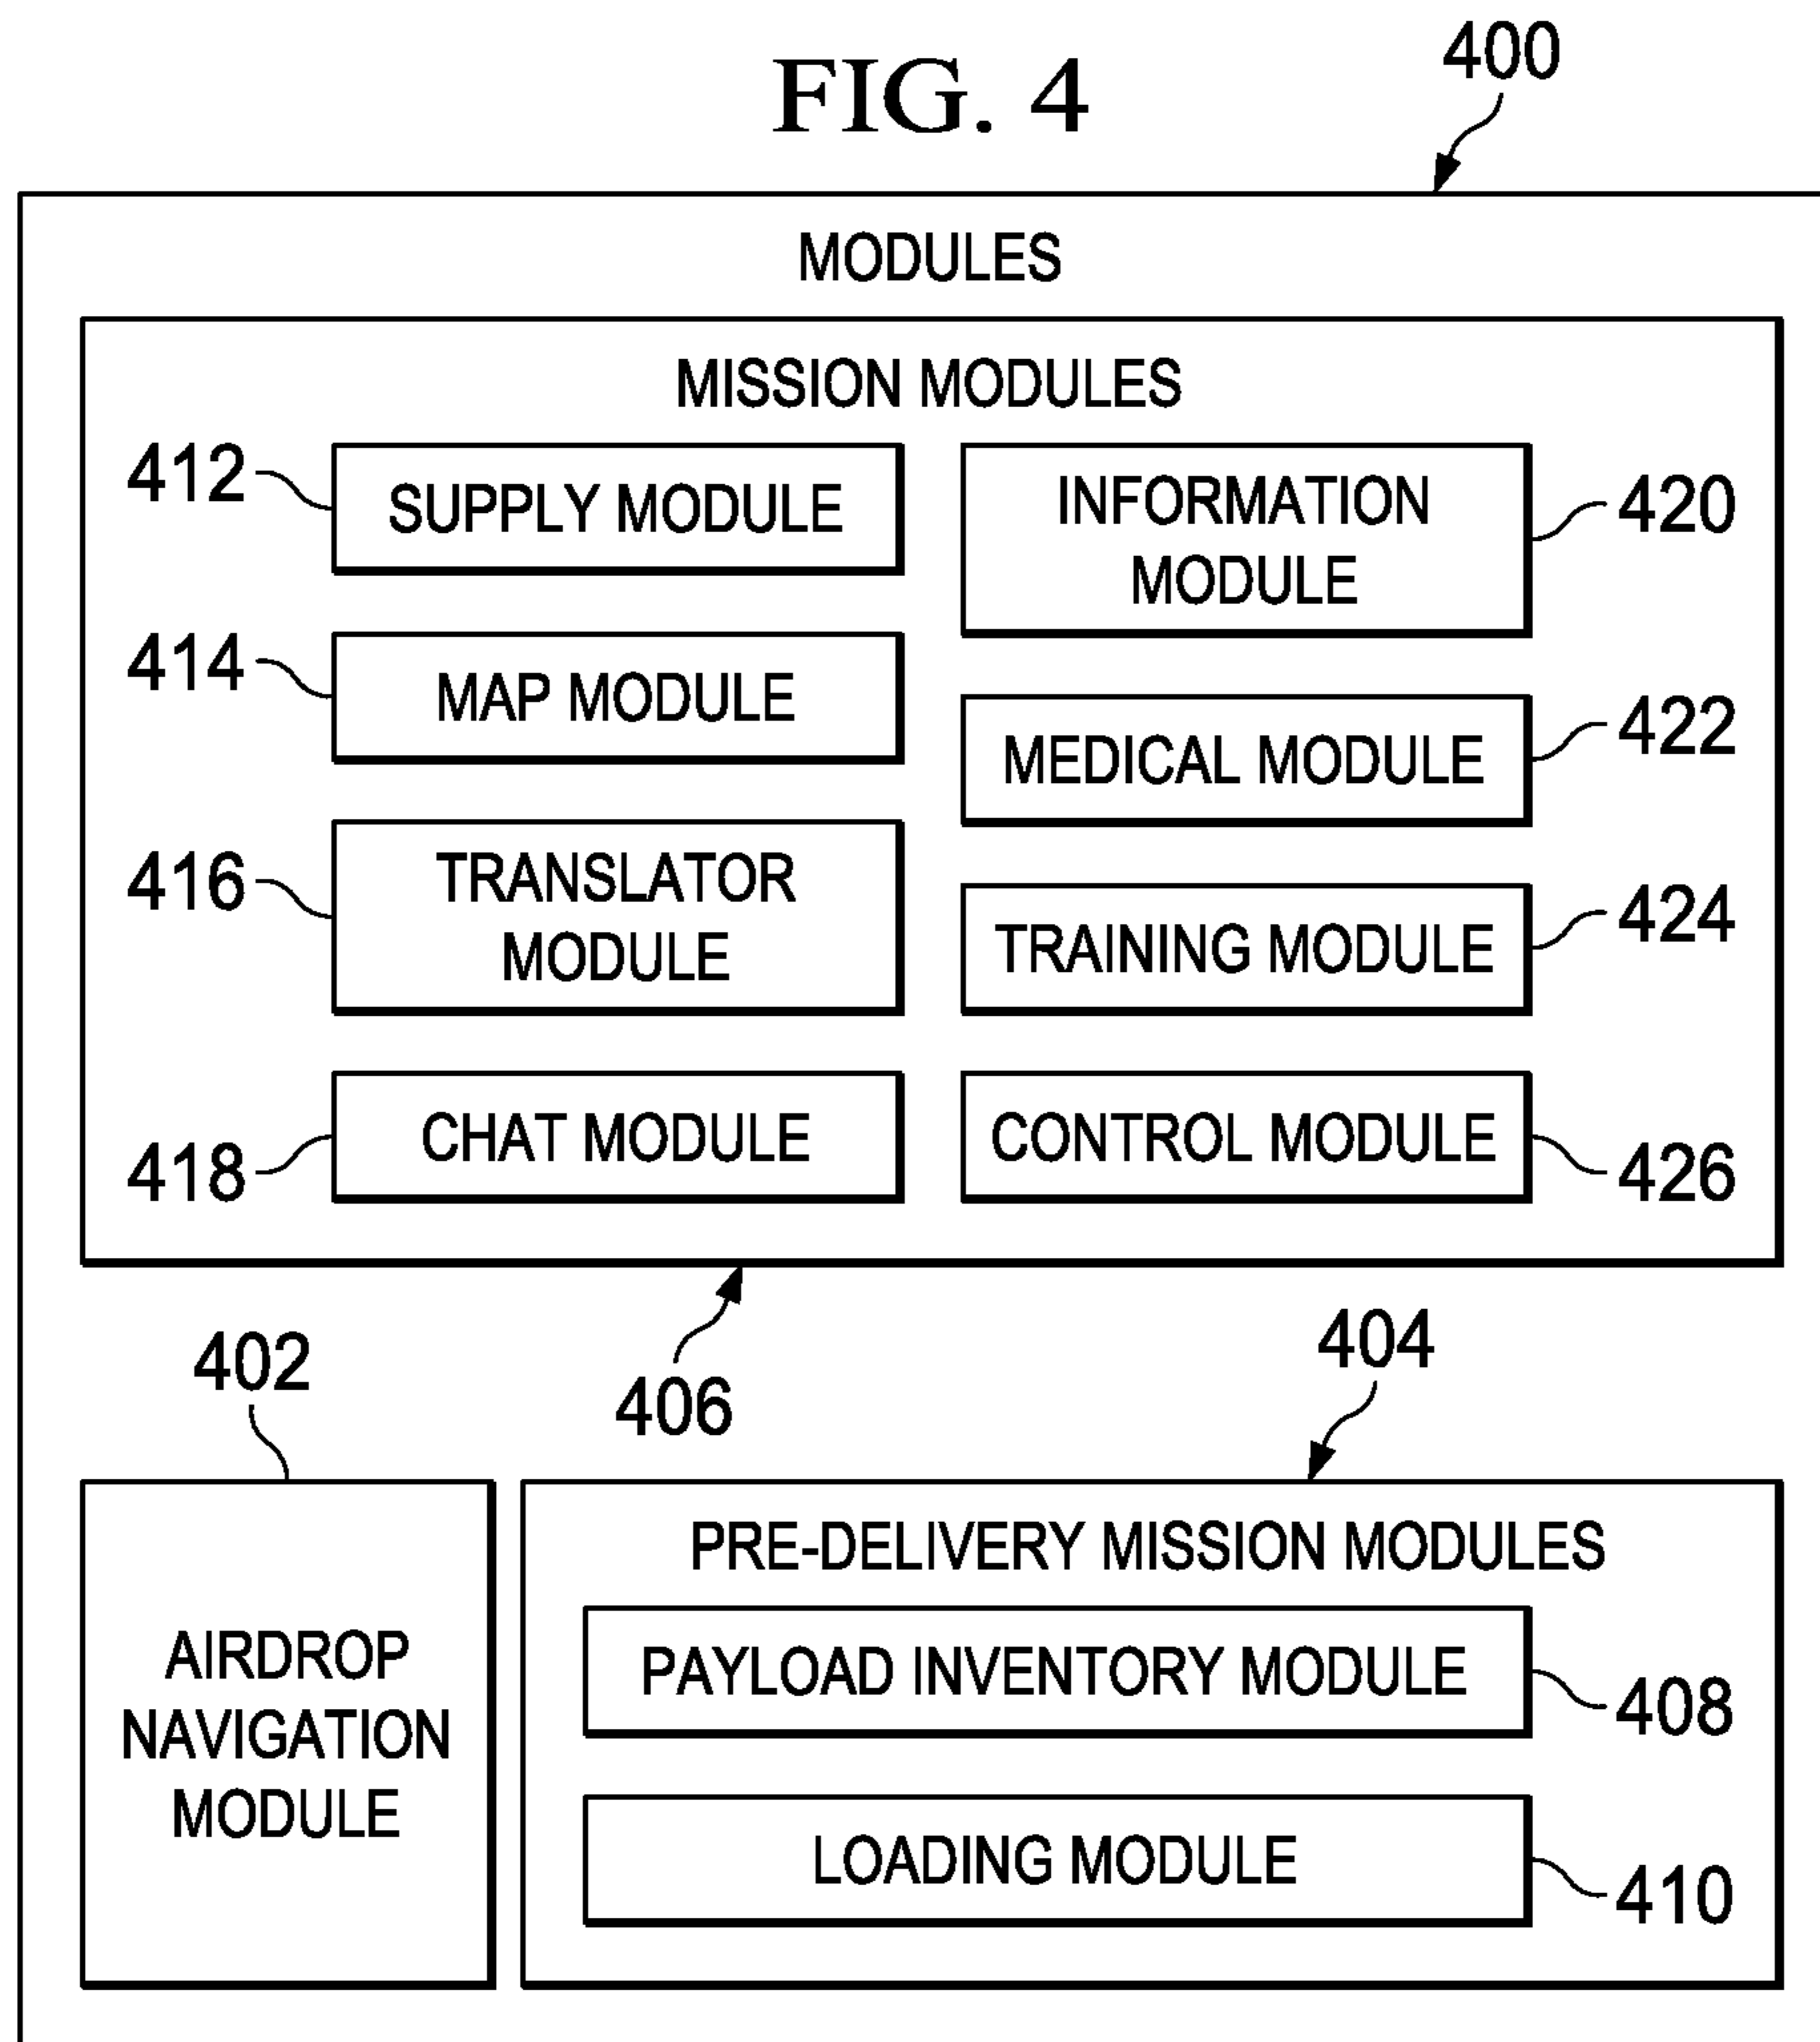 FIG. 4
400
MODULES
MISSION MODULES
412
SUPPLY MODULE
INFORMATION
MODULE
420
414
MAP MODULE
MEDICAL MODULE
422
416
TRANSLATOR
MODULE
TRAINING MODULE
424
418
CHAT MODULE
CONTROL MODULE
426
406
402
404
AIRDROP
NAVIGATION
MODULE
PRE-DELIVERY MISSION MODULES
PAYLOAD INVENTORY MODULE
408
LOADING MODULE
410